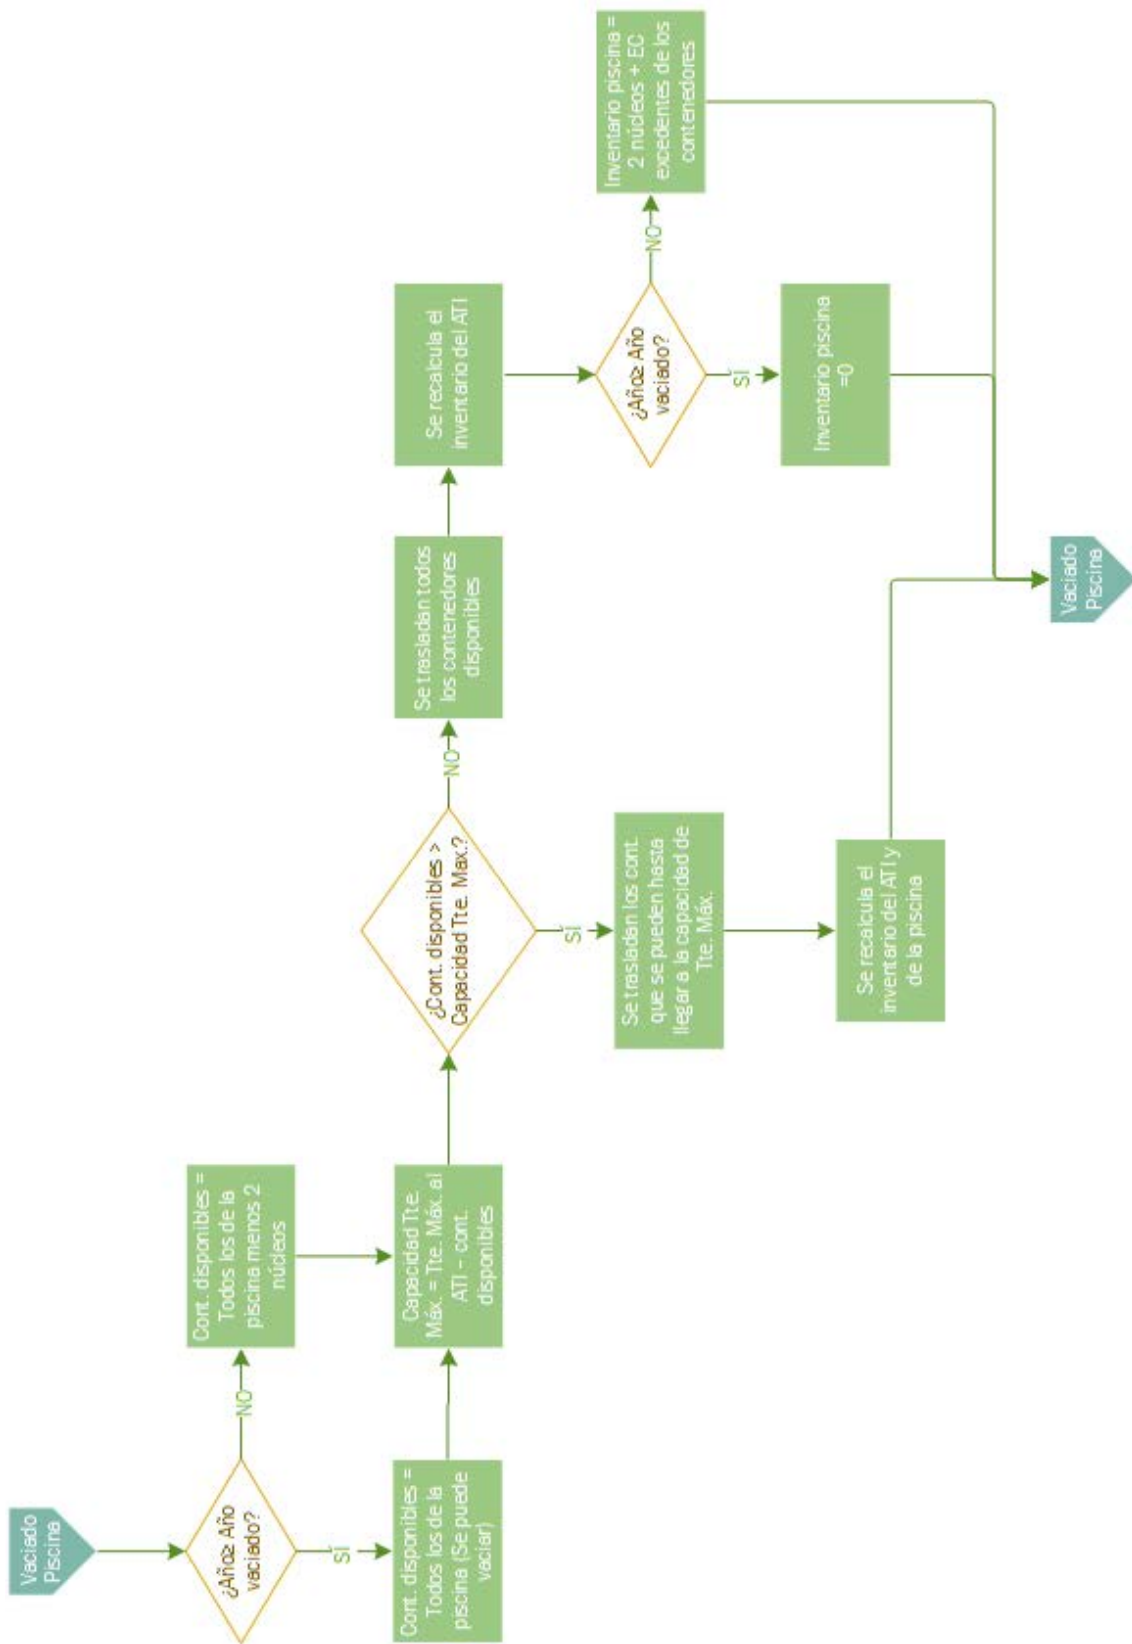 Vaciado
Piscina
¿Año≥ Año
vaciado?
NO
SÍ
Cont. disponibles =
Todos los de la
piscina menos 2
núcleos
Cont. disponibles =
Todos los de la
piscina (Se puede
vaciar)
Capacidad Tte.
Máx. = Tte. Máx. al
ATI – cont.
disponibles
¿Cont. disponibles >
Capacidad Tte. Max.?
NO
SÍ
Se trasladan todos
los contenedores
disponibles
Se recalcula el
inventario del ATI
Se trasladan los cont.
que se pueden hasta
llegar a la capacidad de
Tte. Máx.
Se recalcula el
inventario del ATI y
de la piscina
¿Año≥ Año
vaciado?
NO
SÍ
Inventario piscina =
2 núcleos + EC
excedentes de los
contenedores
Inventario piscina
=0
Vaciado
Piscina